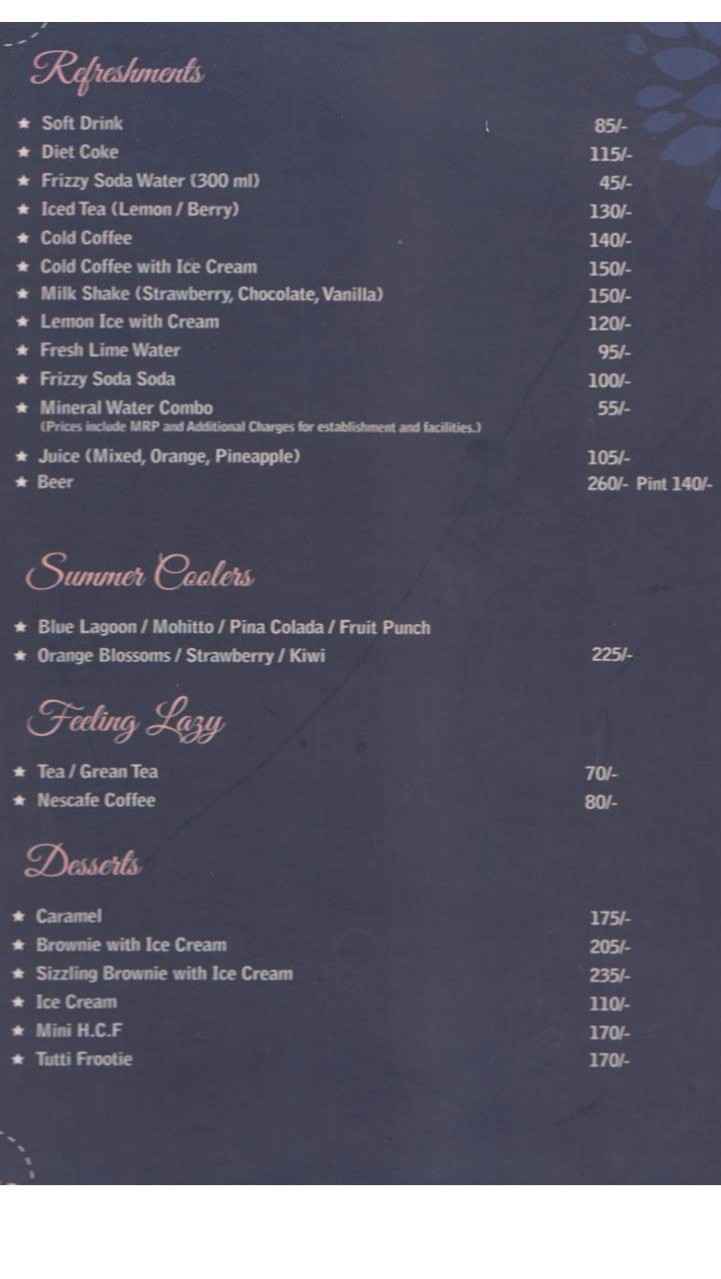 Refreshments
★ Soft Drink 85/-
★ Diet Coke 115/-
★ Frizzy Soda Water (300 ml) 45/-
★ Iced Tea (Lemon / Berry) 130/-
★ Cold Coffee 140/-
★ Cold Coffee with Ice Cream 150/-
★ Milk Shake (Strawberry, Chocolate, Vanilla) 150/-
★ Lemon Ice with Cream 120/-
★ Fresh Lime Water 95/-
★ Frizzy Soda Soda 100/-
★ Mineral Water Combo 55/-
(Prices include MRP and Additional Charges for establishment and facilities.)
★ Juice (Mixed, Orange, Pineapple) 105/-
★ Beer 260/- Pint 140/-
Summer Coolers
★ Blue Lagoon / Mohitto / Pina Colada / Fruit Punch
★ Orange Blossoms / Strawberry / Kiwi 225/-
Feeling Lazy
★ Tea / Grean Tea 70/-
★ Nescafe Coffee 80/-
Desserts
★ Caramel 175/-
★ Brownie with Ice Cream 205/-
★ Sizzling Brownie with Ice Cream 235/-
★ Ice Cream 110/-
★ Mini H.C.F 170/-
★ Tutti Frootie 170/-